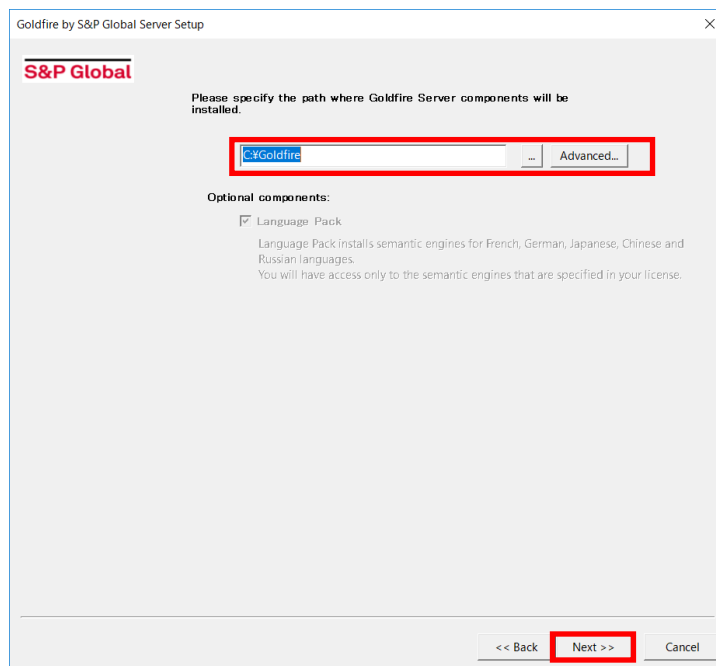 Goldfire by S&P Global Server Setup
S&P Global
Please specify the path where Goldfire Server components will be
installed.
C:¥Goldfire
...
Advanced...
Optional components:
Language Pack
Language Pack installs semantic engines for French, German, Japanese, Chinese and
Russian languages.
You will have access only to the semantic engines that are specified in your license.
<< Back
Next >>
Cancel